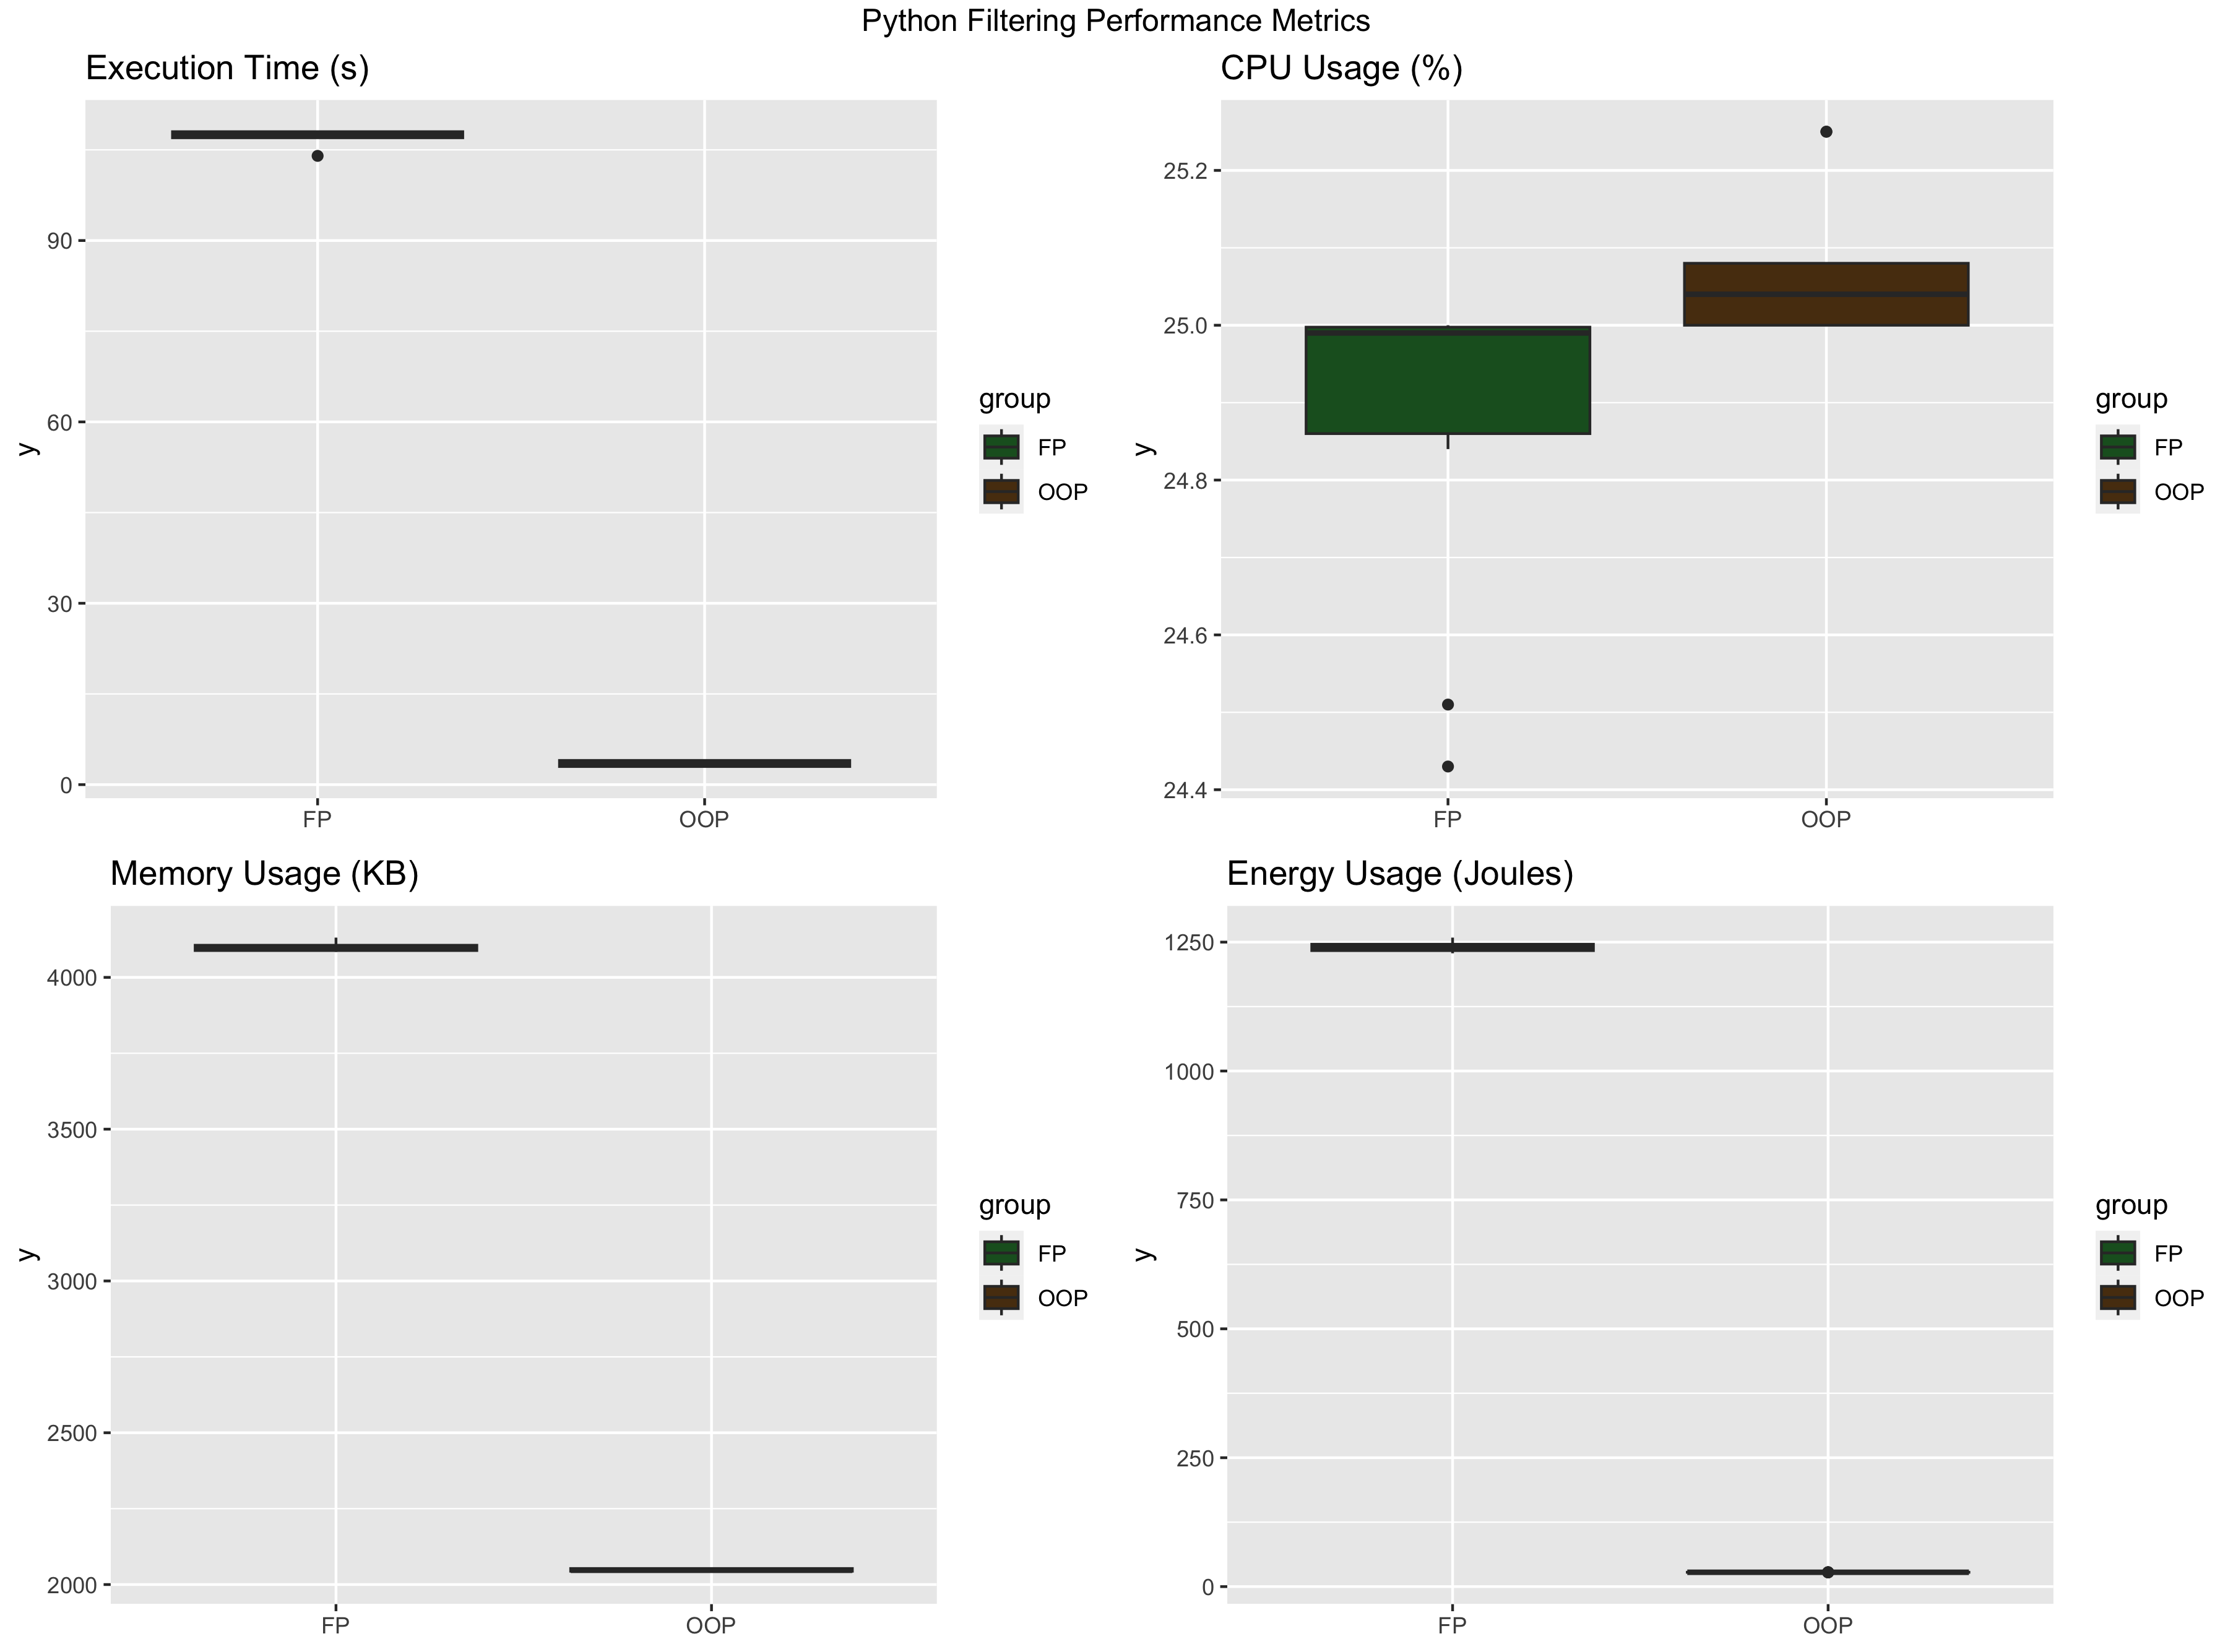 Python Filtering Performance Metrics
Execution Time (s)
y
90
60
30
0
FP
OOP
group
FP
OOP
CPU Usage (%)
y
25.2
25.0
24.8
24.6
24.4
FP
OOP
group
FP
OOP
Memory Usage (KB)
y
4000
3500
3000
2500
2000
FP
OOP
group
FP
OOP
Energy Usage (Joules)
y
1250
1000
750
500
250
0
FP
OOP
group
FP
OOP